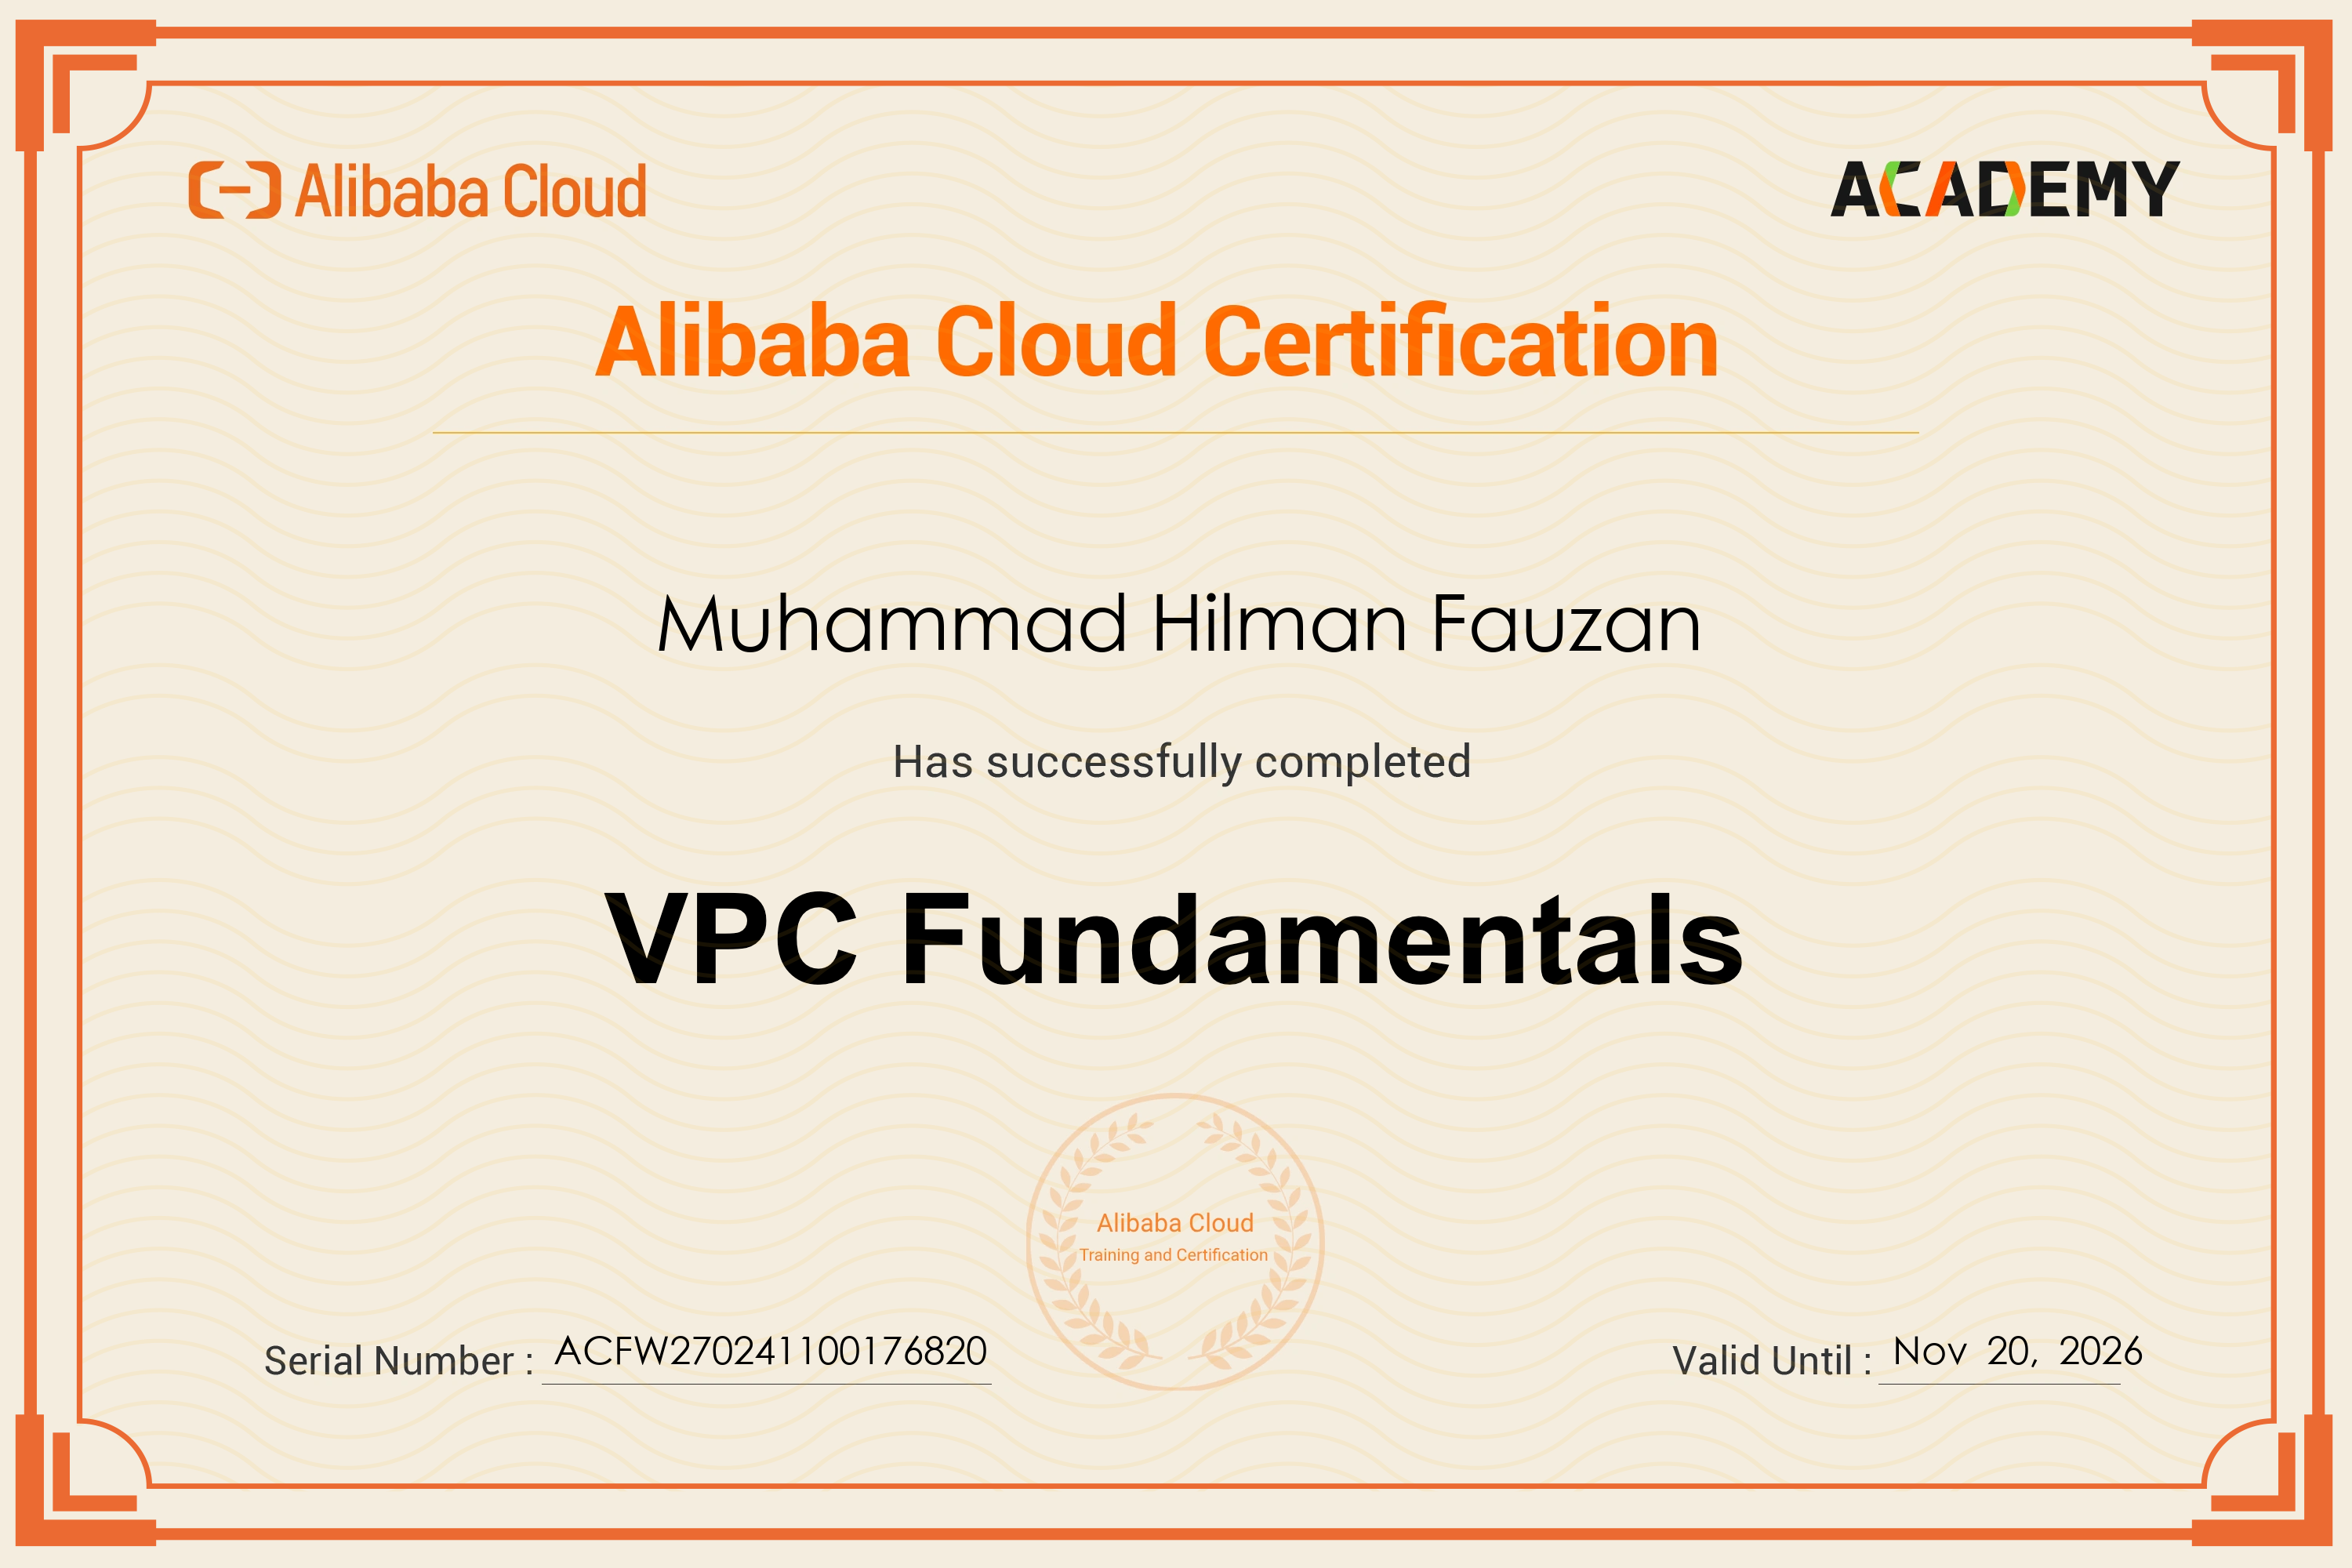 Alibaba Cloud
ACADEMY
Alibaba Cloud Certification
Muhammad Hilman Fauzan
Has successfully completed
VPC Fundamentals
Alibaba Cloud
Training and Certification
Serial Number : ACFW270241100176820
Valid Until : Nov 20, 2026